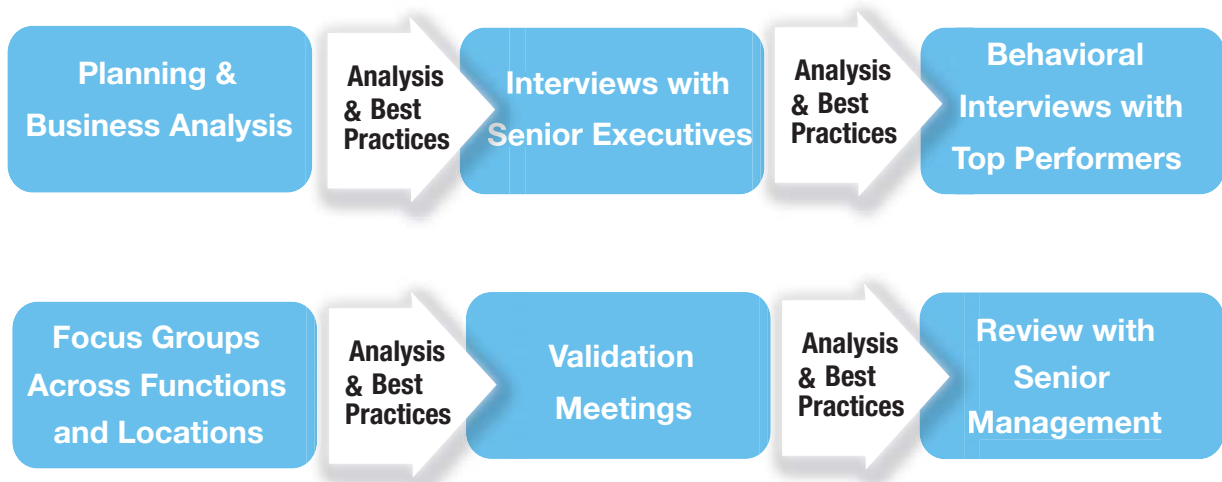 Planning &
Business Analysis
Analysis
& Best
Practices
Interviews with
Senior Executives
Analysis
& Best
Practices
Behavioral
Interviews with
Top Performers
Focus Groups
Across Functions
and Locations
Analysis
& Best
Practices
Validation
Meetings
Analysis
& Best
Practices
Review with
Senior
Management